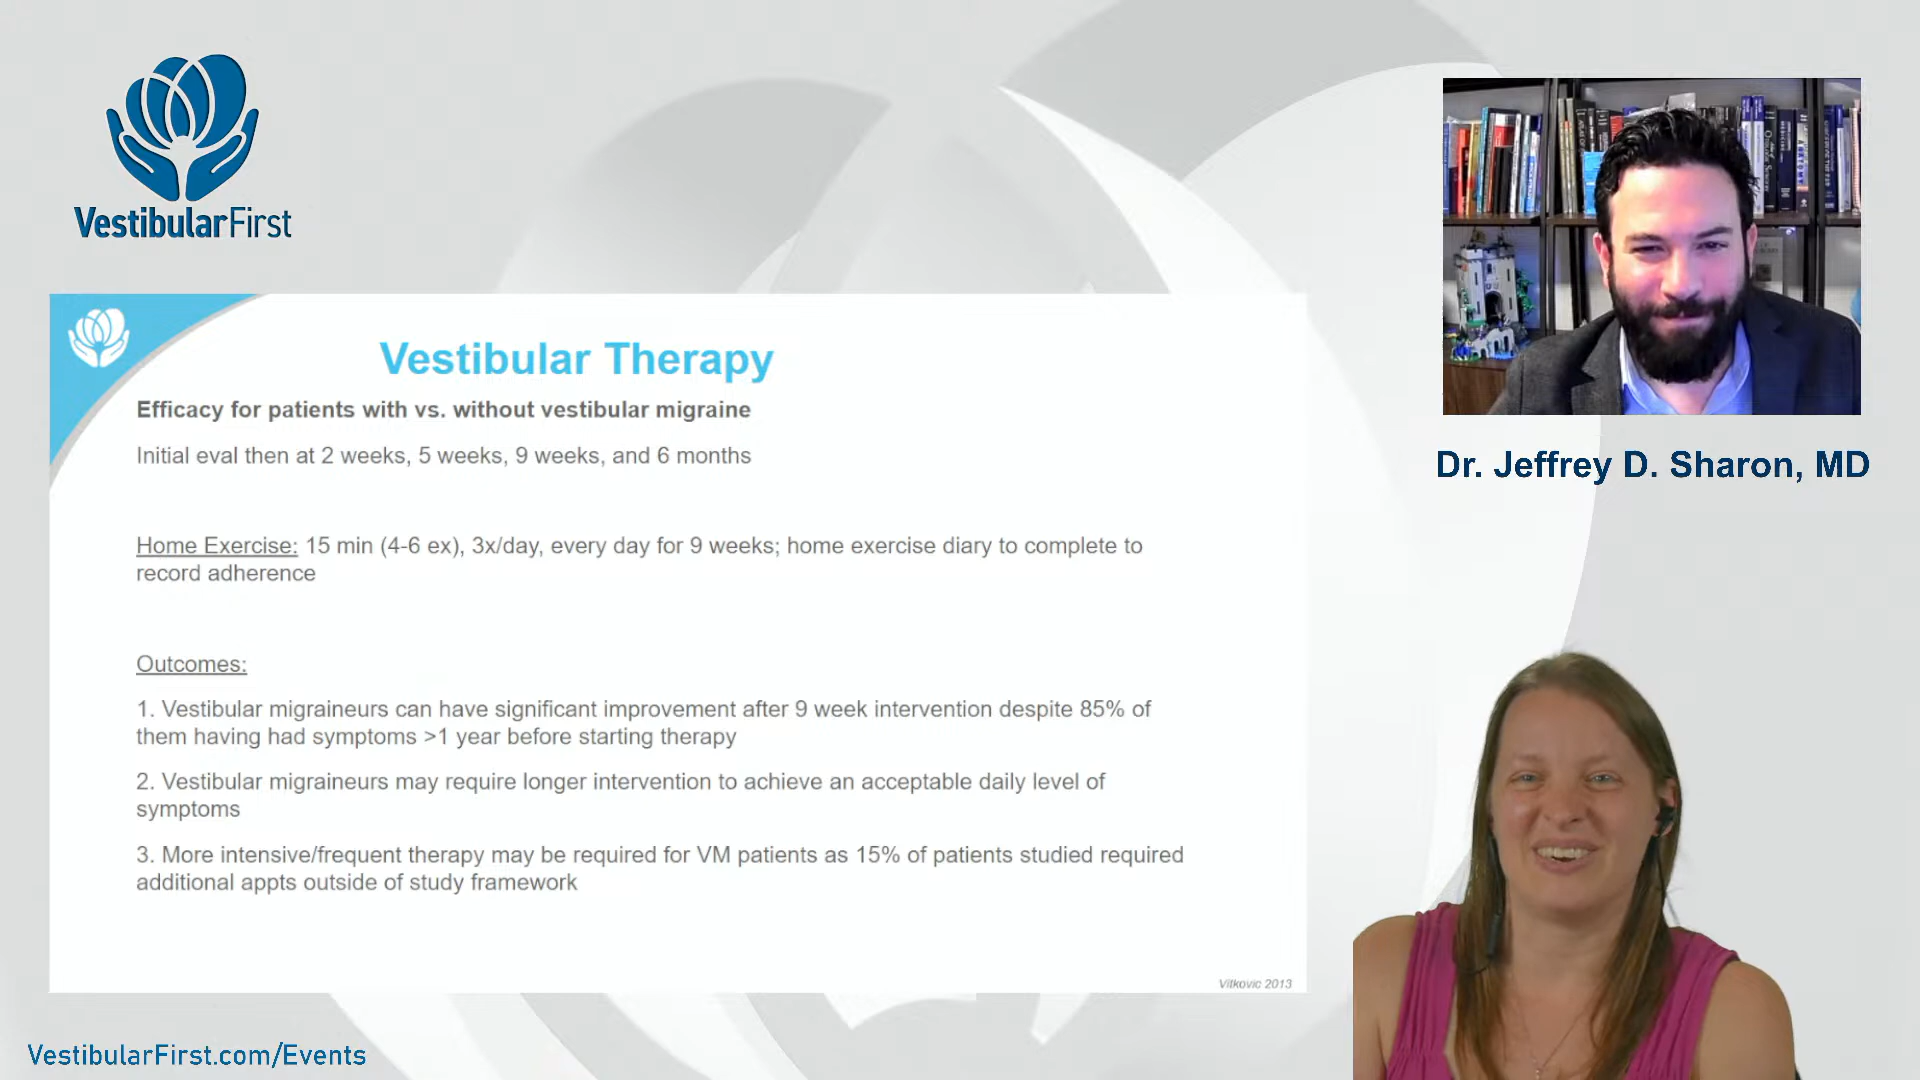 VestibularFirst
Dr. Jeffrey D. Sharon, MD
Vestibular Therapy
Efficacy for patients with vs. without vestibular migraine
Initial eval then at 2 weeks, 5 weeks, 9 weeks, and 6 months
Home Exercise: 15 min (4-6 ex), 3x/day, every day for 9 weeks; home exercise diary to complete to
record adherence
Outcomes:
1. Vestibular migraineurs can have significant improvement after 9 week intervention despite 85% of
them having had symptoms >1 year before starting therapy
2. Vestibular migraineurs may require longer intervention to achieve an acceptable daily level of
symptoms
3. More intensive/frequent therapy may be required for VM patients as 15% of patients studied required
additional appts outside of study framework
Vitkovic 2013
VestibularFirst.com/Events